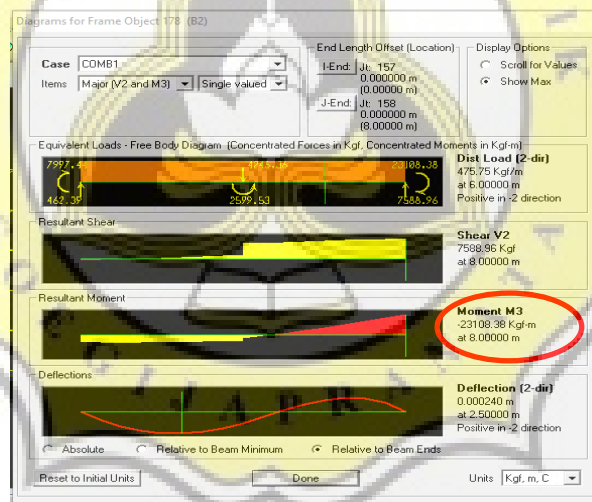 Diagrams for Frame Object 178 (B2)
Case COMB1
Items Major (V2 and M3) Single valued
End Length Offset (Location)
I-End: Jt: 157
0.000000 m
(0.00000 m)
J-End: Jt: 158
0.000000 m
(8.00000 m)
Display Options
Scroll for Values
Show Max
Equivalent Loads - Free Body Diagram (Concentrated Forces in Kgf, Concentrated Moments in Kgf-m)
23108.38
462.39 2599.53 7588.96
Dist Load (2-dir)
475.75 Kgf/m
at 6.00000 m
Positive in -2 direction
Resultant Shear
Shear V2
7588.96 Kgf
at 8.00000 m
Resultant Moment
Moment M3
-23108.38 Kgf-m
at 8.00000 m
Deflections
Deflection (2-dir)
0.000240 m
at 2.50000 m
Positive in -2 direction
Absolute Relative to Beam Minimum Relative to Beam Ends
Reset to Initial Units Done Units Kgf, m, C